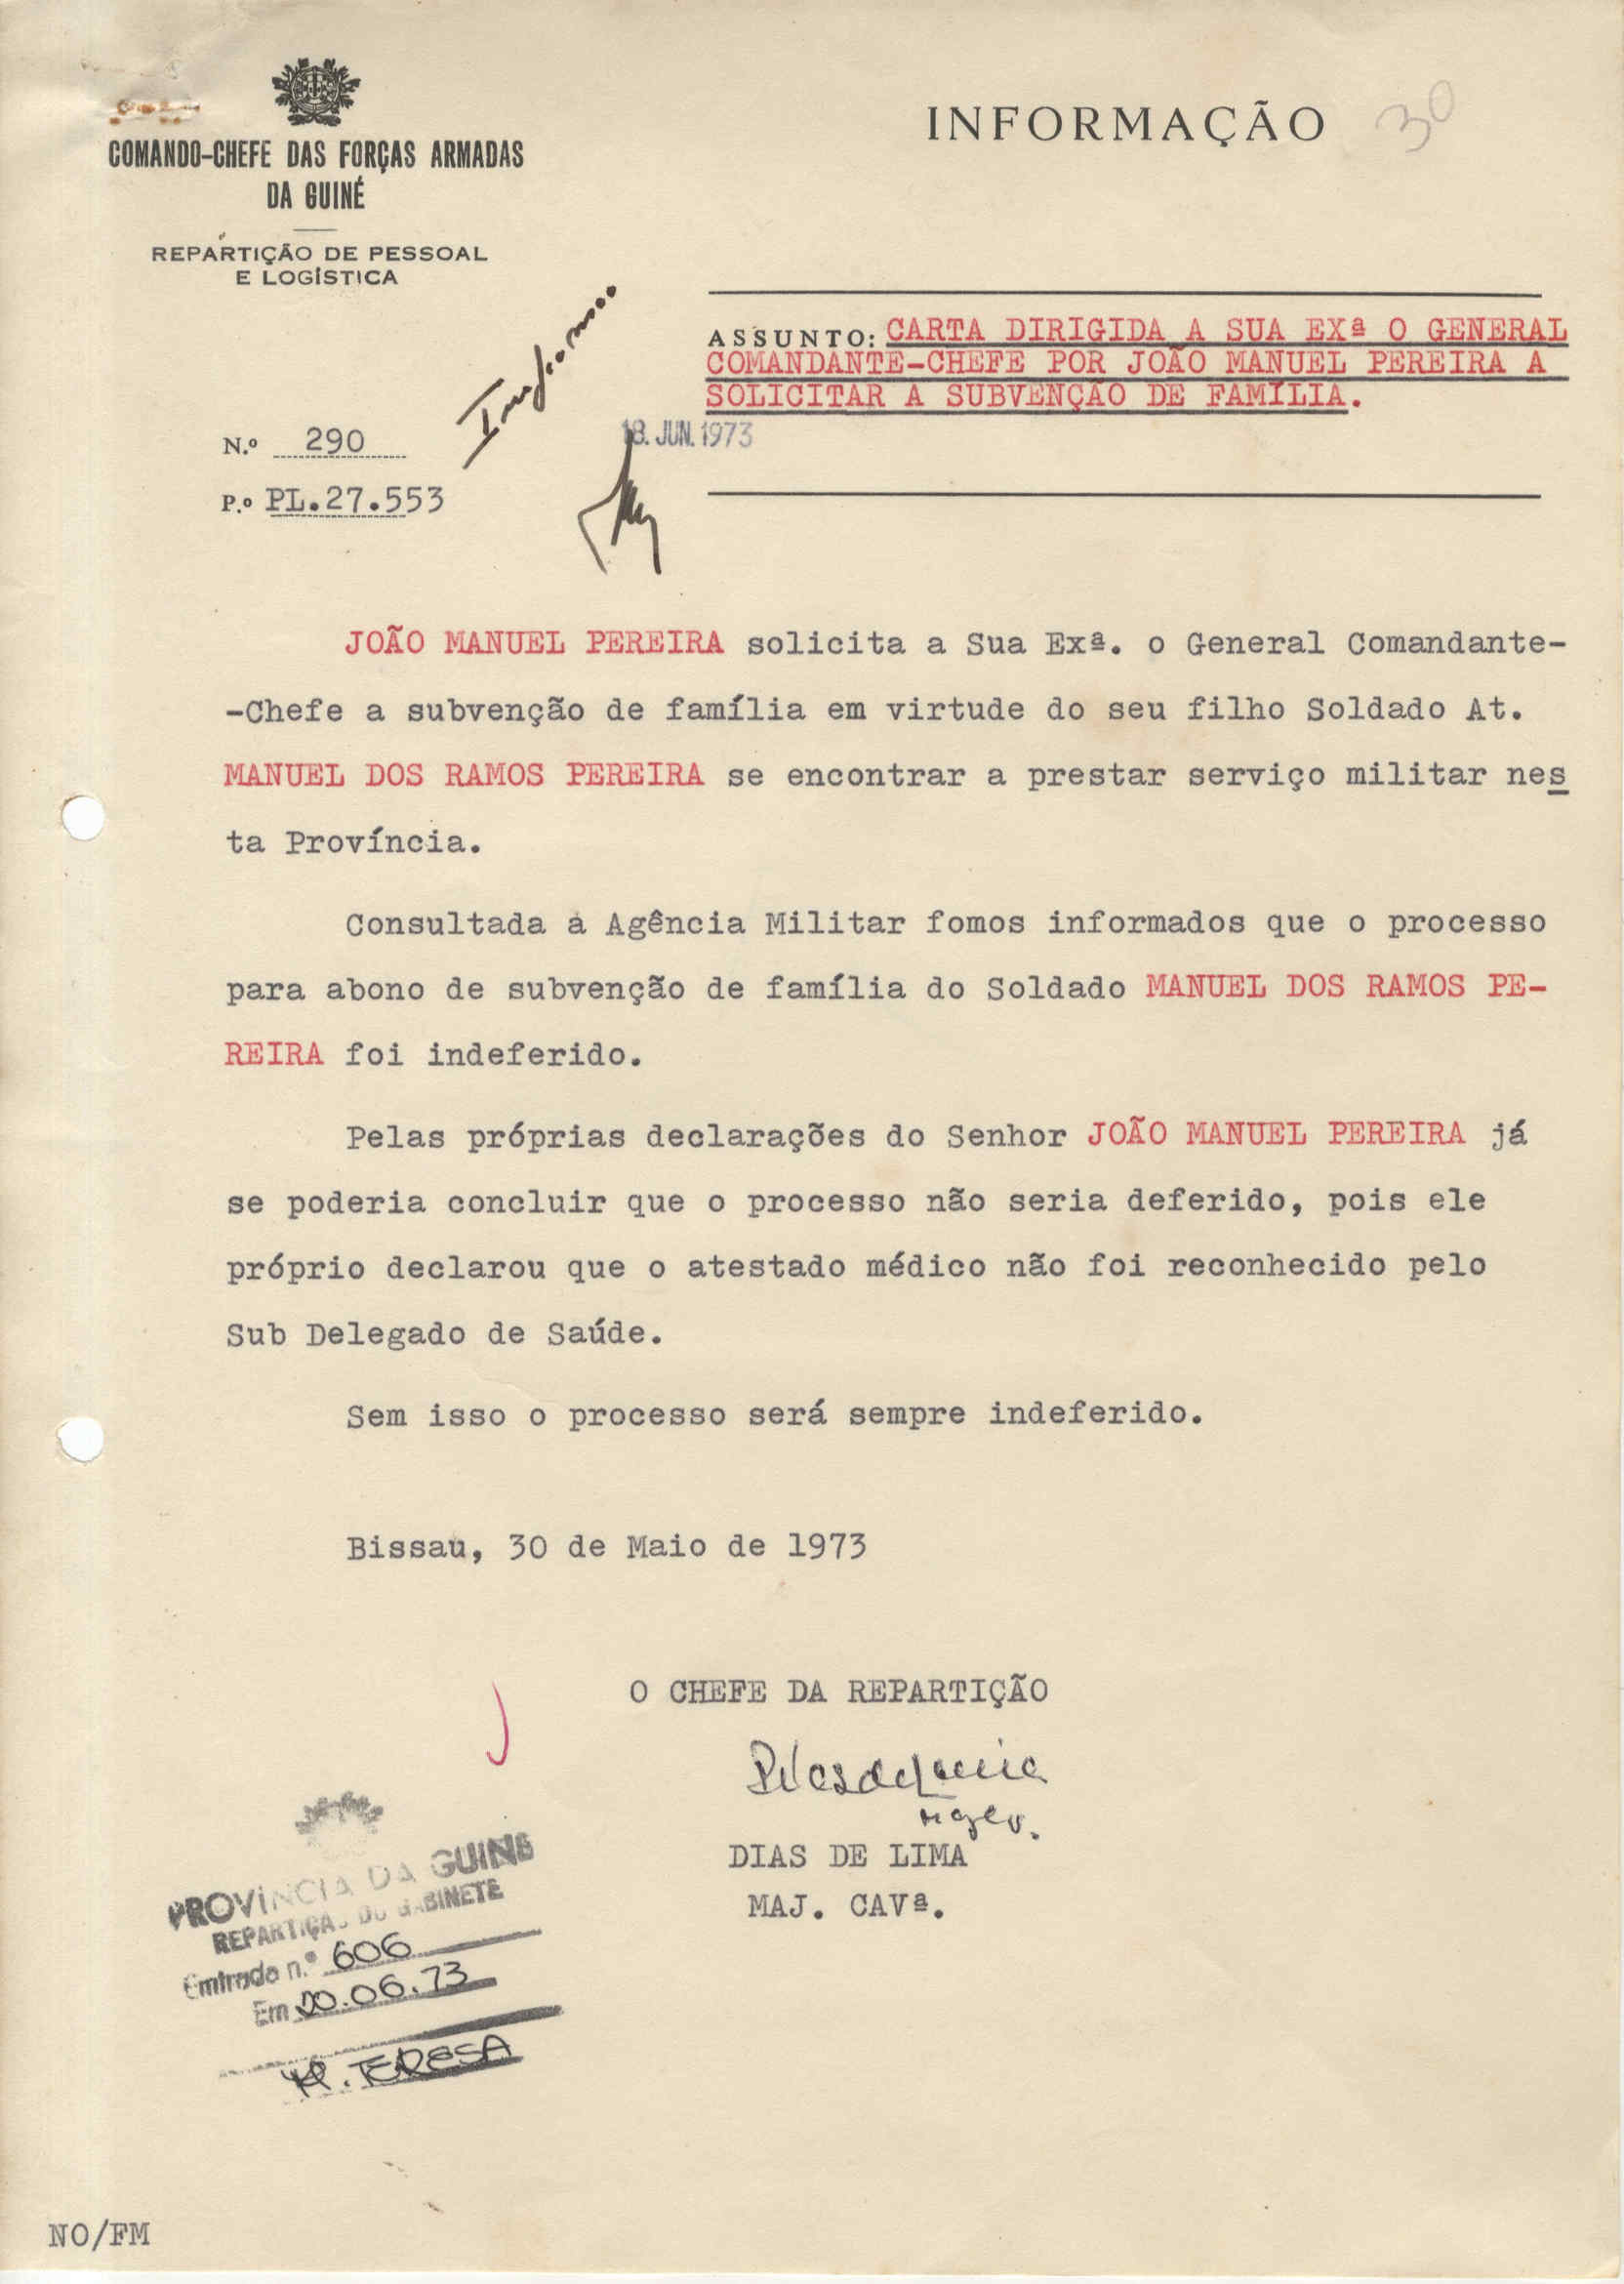 INFORMAÇÃO 30
COMANDO-CHEFE DAS FORÇAS ARMADAS
DA GUINÉ
REPARTIÇÃO DE PESSOAL
E LOGÍSTICA
ASSUNTO: CARTA DIRIGIDA A SUA EXª O GENERAL
COMANDANTE-CHEFE POR JOÃO MANUEL PEREIRA A
SOLICITAR A SUBVENÇÃO DE FAMÍLIA.
18. JUN. 1973
N.º 290
P.º PL.27.553
JOÃO MANUEL PEREIRA solicita a Sua Exª. o General Comandante-
-Chefe a subvenção de família em virtude do seu filho Soldado At.
MANUEL DOS RAMOS PEREIRA se encontrar a prestar serviço militar nes
ta Província.
Consultada a Agência Militar fomos informados que o processo
para abono de subvenção de família do Soldado MANUEL DOS RAMOS PE-
REIRA foi indeferido.
Pelas próprias declarações do Senhor JOÃO MANUEL PEREIRA já
se poderia concluir que o processo não seria deferido, pois ele
próprio declarou que o atestado médico não foi reconhecido pelo
Sub Delegado de Saúde.
Sem isso o processo será sempre indeferido.
Bissau, 30 de Maio de 1973
O CHEFE DA REPARTIÇÃO
DIAS DE LIMA
MAJ. CAVª.
PROVÍNCIA DA GUINÉ
REPARTIÇÃO DO GABINETE
Entrada n.º 606
Em 20.06.73
M. TERESA
NO/FM